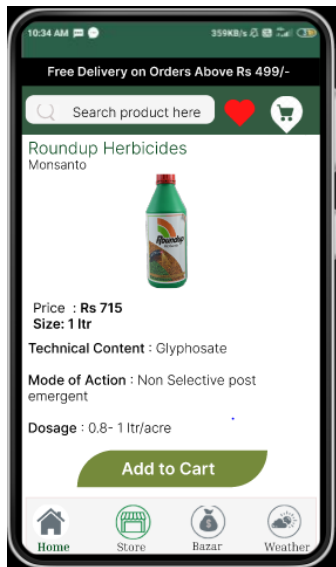 10:34 AM
359KB/s
Free Delivery on Orders Above Rs 499/-
Search product here
Roundup Herbicides
Monsanto
Roundup
Price : Rs 715
Size: 1 ltr
Technical Content : Glyphosate
Mode of Action : Non Selective post
emergent
Dosage : 0.8- 1 ltr/acre
Add to Cart
Home Store Bazar Weather